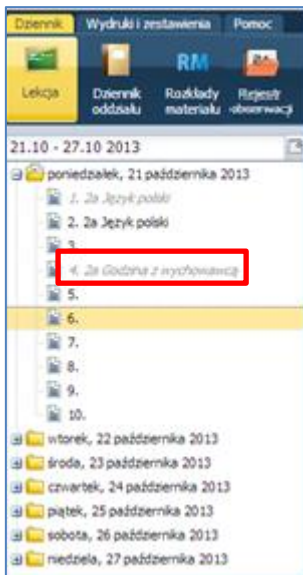 Dziennik Wydruki i zestawienia Pomoc
RM
Lekcja Dziennik oddziału Rozkłady materiału Rejestr obserwacji
21.10 - 27.10 2013
poniedziałek, 21 października 2013
1. 2a Język polski
2. 2a Język polski
3.
4. 2a Godzina z wychowawcą
5.
6.
7.
8.
9.
10.
wtorek, 22 października 2013
środa, 23 października 2013
czwartek, 24 października 2013
piątek, 25 października 2013
sobota, 26 października 2013
niedziela, 27 października 2013